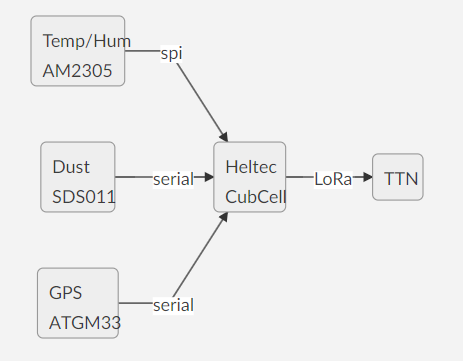 Temp/Hum
AM2305
spi
Dust
SDS011
serial
Heltec
CubCell
LoRa
TTN
GPS
ATGM33
serial